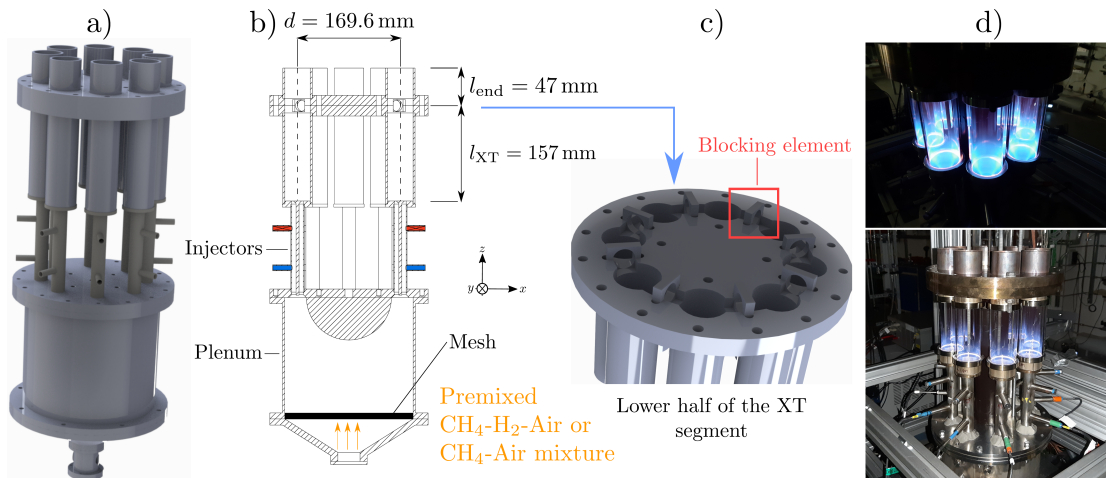 a)
b)
c)
d)
d = 169.6 mm
l_end = 47 mm
l_XT = 157 mm
Blocking element
Injectors
z
y
x
Plenum
Mesh
Premixed
CH₄-H₂-Air or
CH₄-Air mixture
Lower half of the XT
segment